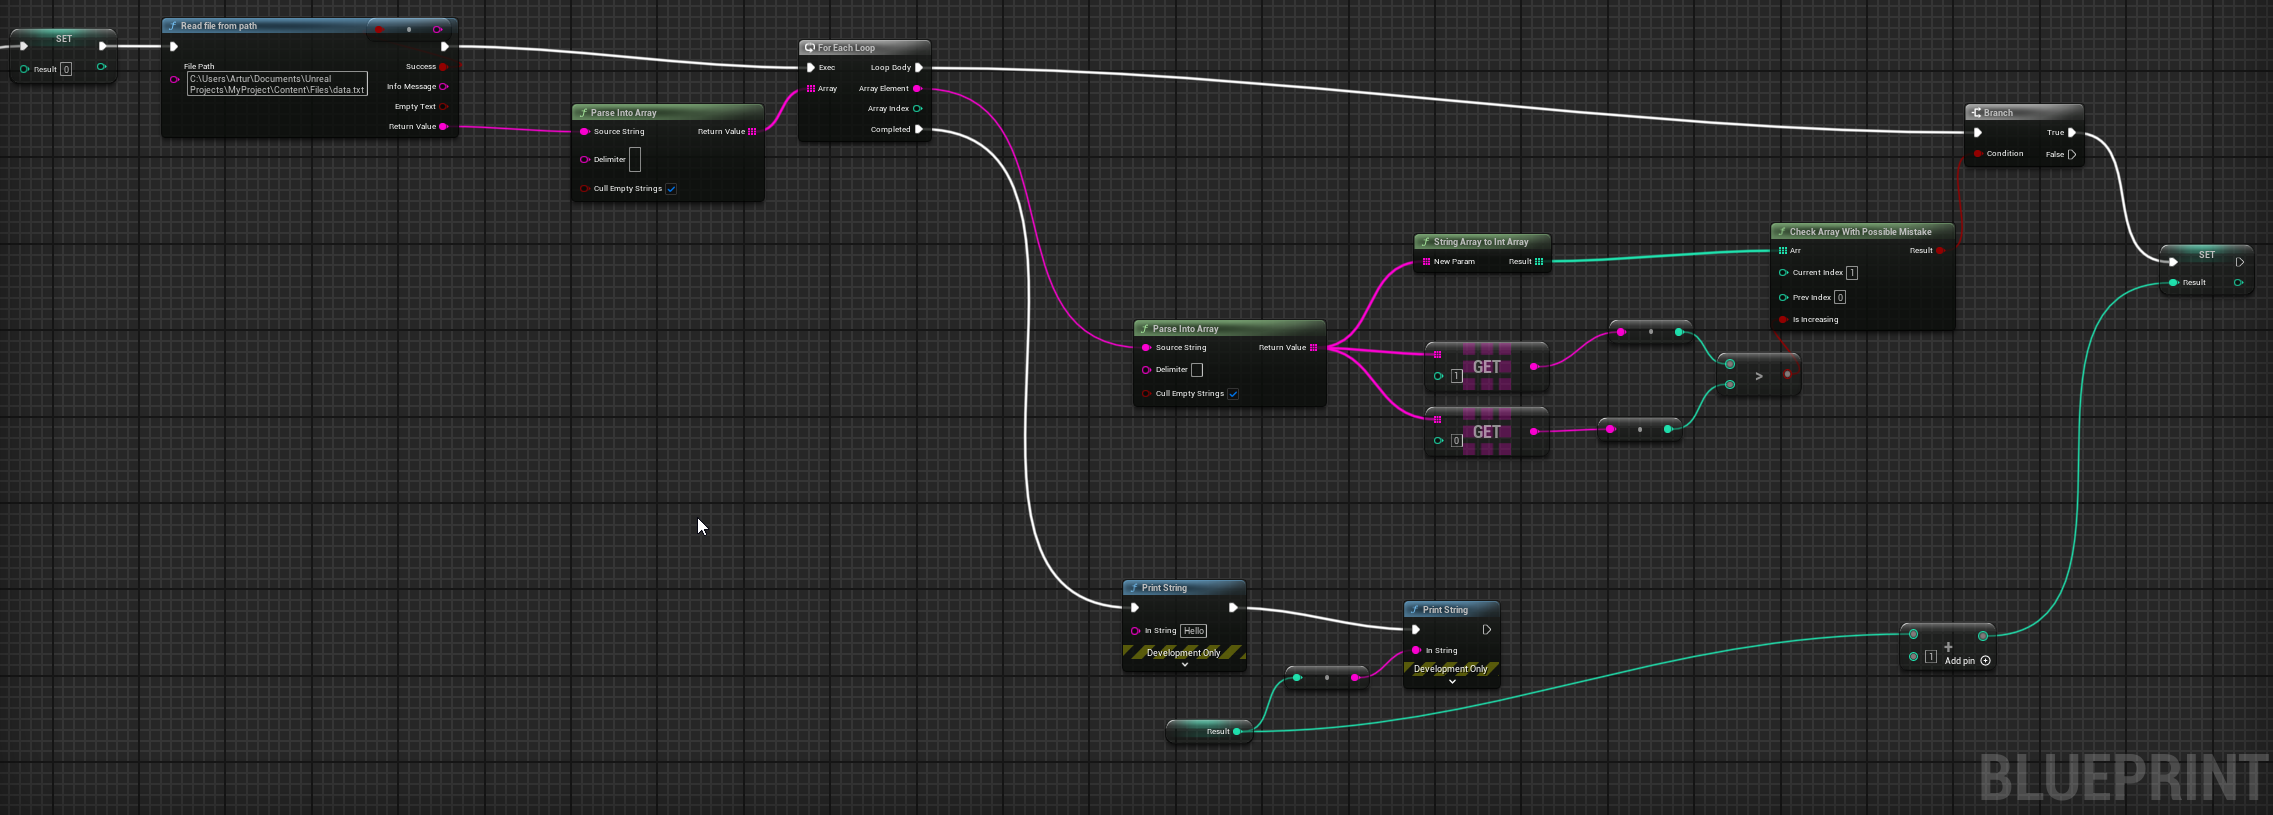 SET
Result 0
Read file from path
File Path
C:\Users\Artur\Documents\Unreal
Projects\MyProject\Content\Files\data.txt
Success
Info Message
Empty Text
Return Value
Parse Into Array
Source String
Return Value
Delimiter
Cull Empty Strings
For Each Loop
Exec
Loop Body
Array
Array Element
Array Index
Completed
Branch
True
Condition
False
String Array to Int Array
New Param
Result
Check Array With Possible Mistake
Arr
Result
Current Index 1
Prev Index 0
Is Increasing
SET
Result
Parse Into Array
Source String
Return Value
Delimiter
Cull Empty Strings
GET
1
GET
0
>
Print String
In String Hello
Development Only
Print String
In String
Development Only
Result
+
1
Add pin
BLUEPRINT